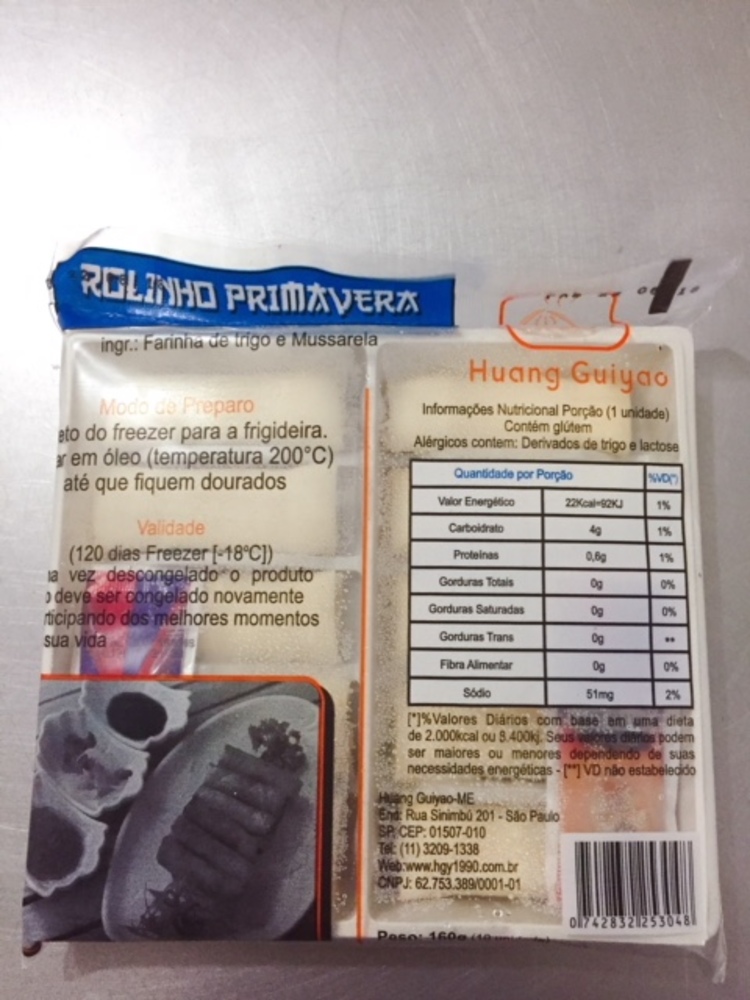 ROLINHO PRIMAVERA
ingr.: Farinha de trigo e Mussarela
Modo de Preparo
eto do freezer para a frigideira.
ar em óleo (temperatura 200°C)
até que fiquem dourados
Validade
(120 dias Freezer [-18°C])
a vez descongelado o produto
o deve ser congelado novamente
rticipando dos melhores momentos
sua vida
Huang Guiyao
Informações Nutricional Porção (1 unidade)
Contém glútem
Alérgicos contem: Derivados de trigo e lactose
Quantidade por Porção %VD(*)
Valor Energético 22Kcal=92KJ 1%
Carboidrato 4g 1%
Proteínas 0,6g 1%
Gorduras Totais 0g 0%
Gorduras Saturadas 0g 0%
Gorduras Trans 0g **
Fibra Alimentar 0g 0%
Sódio 51mg 2%
[*]%Valores Diários com base em uma dieta
de 2.000kcal ou 8.400kj. Seus valores diários podem
ser maiores ou menores dependendo de suas
necessidades energéticas - [**] VD não estabelecido
Huang Guiyao-ME
End: Rua Sinimbú 201 - São Paulo
SP, CEP: 01507-010
Tel: (11) 3209-1338
Web:www.hgy1990.com.br
CNPJ: 62.753.389/0001-01
0 742832 253048
Peso: 160g